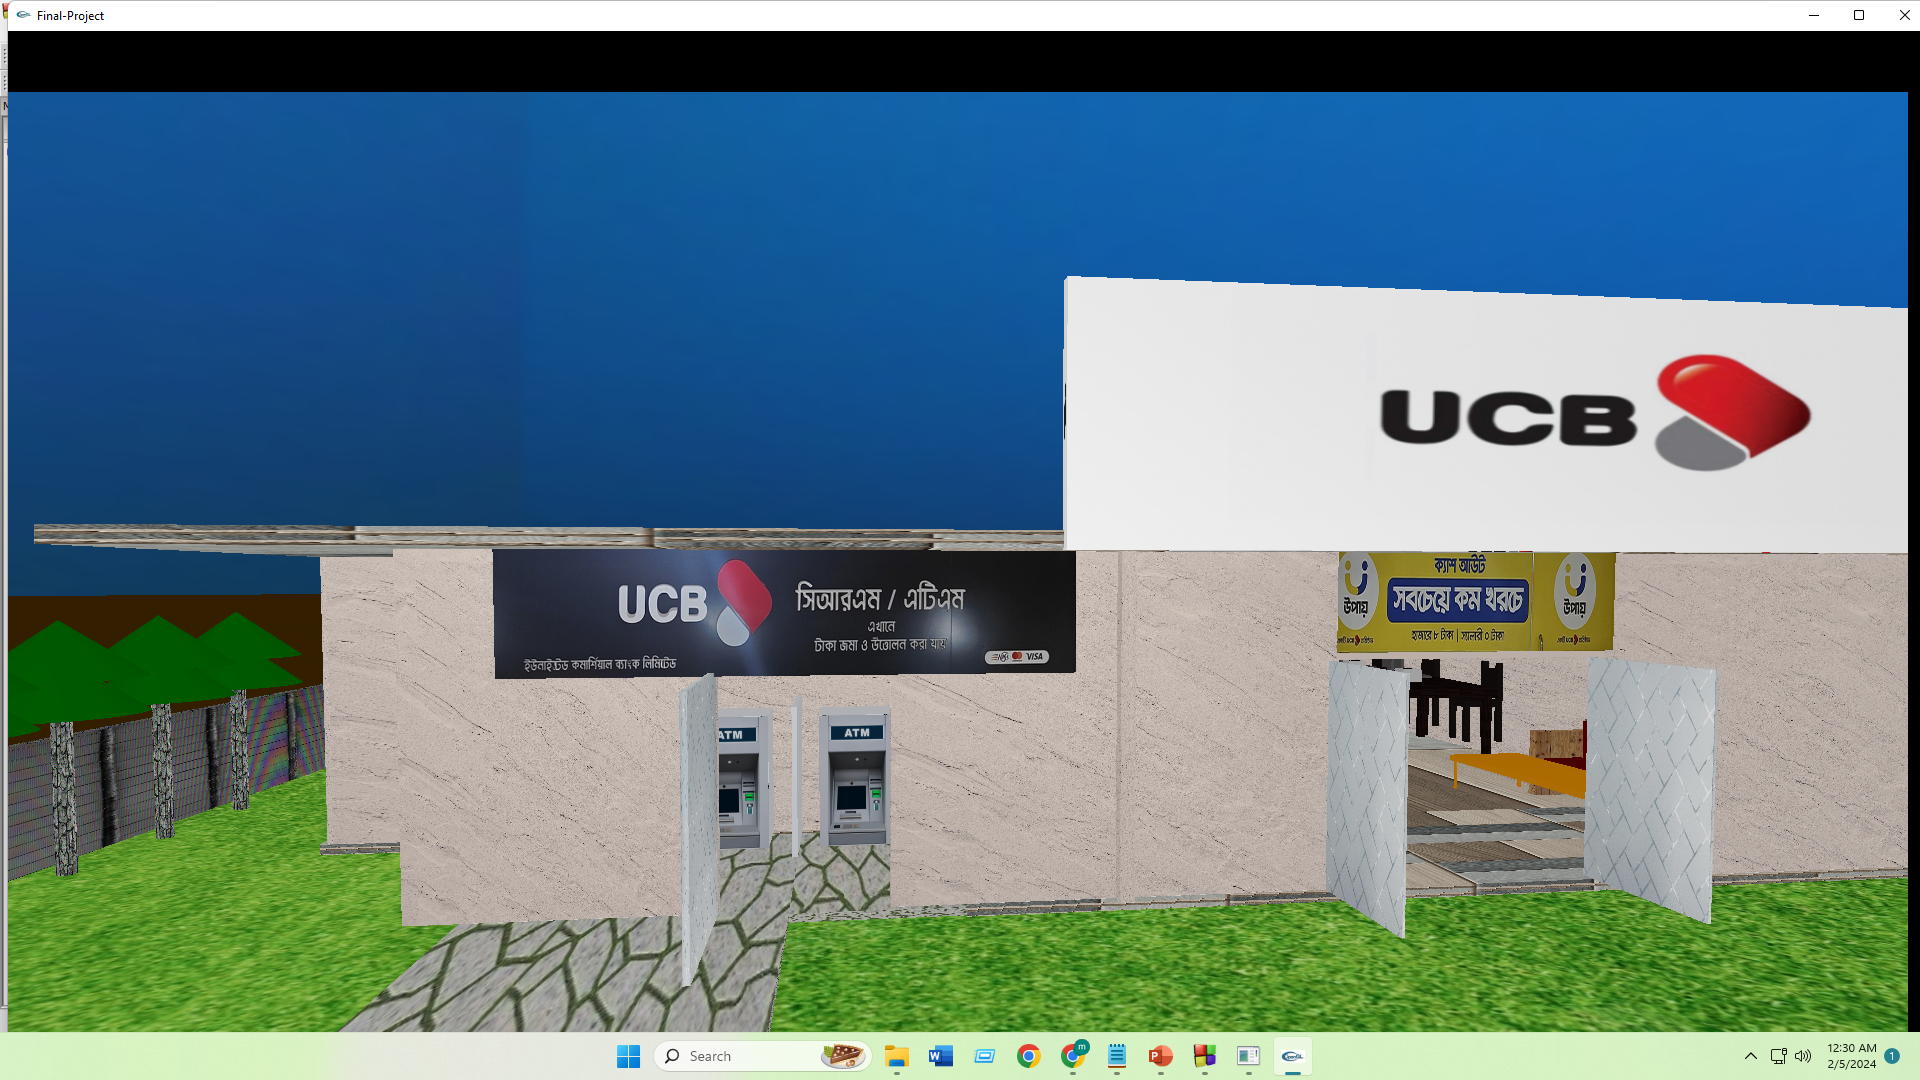 Final-Project
UCB
UCB
সিআরএম / এটিএম
এখানে
টাকা জমা ও উত্তোলন করা যায়
ইউনাইটেড কমার্শিয়াল ব্যাংক লিমিটেড
VISA
ক্যাশ আউট
সবচেয়ে কম খরচে
হাজারে ৮ টাকা | স্যালারী ০ টাকা
উপায়
উপায়
ATM
ATM
Search
12:30 AM
2/5/2024
1